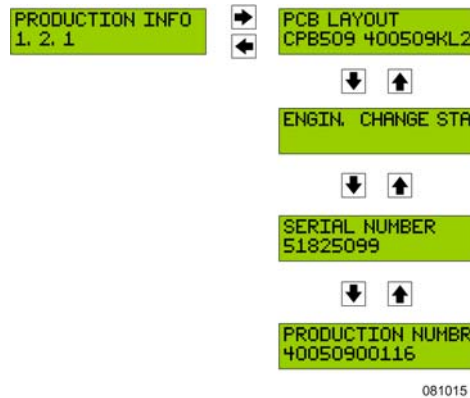 PRODUCTION INFO
1. 2. 1
PCB LAYOUT
CPB509 400509KL2
ENGIN. CHANGE STA
SERIAL NUMBER
51825099
PRODUCTION NUMBR
40050900116
081015